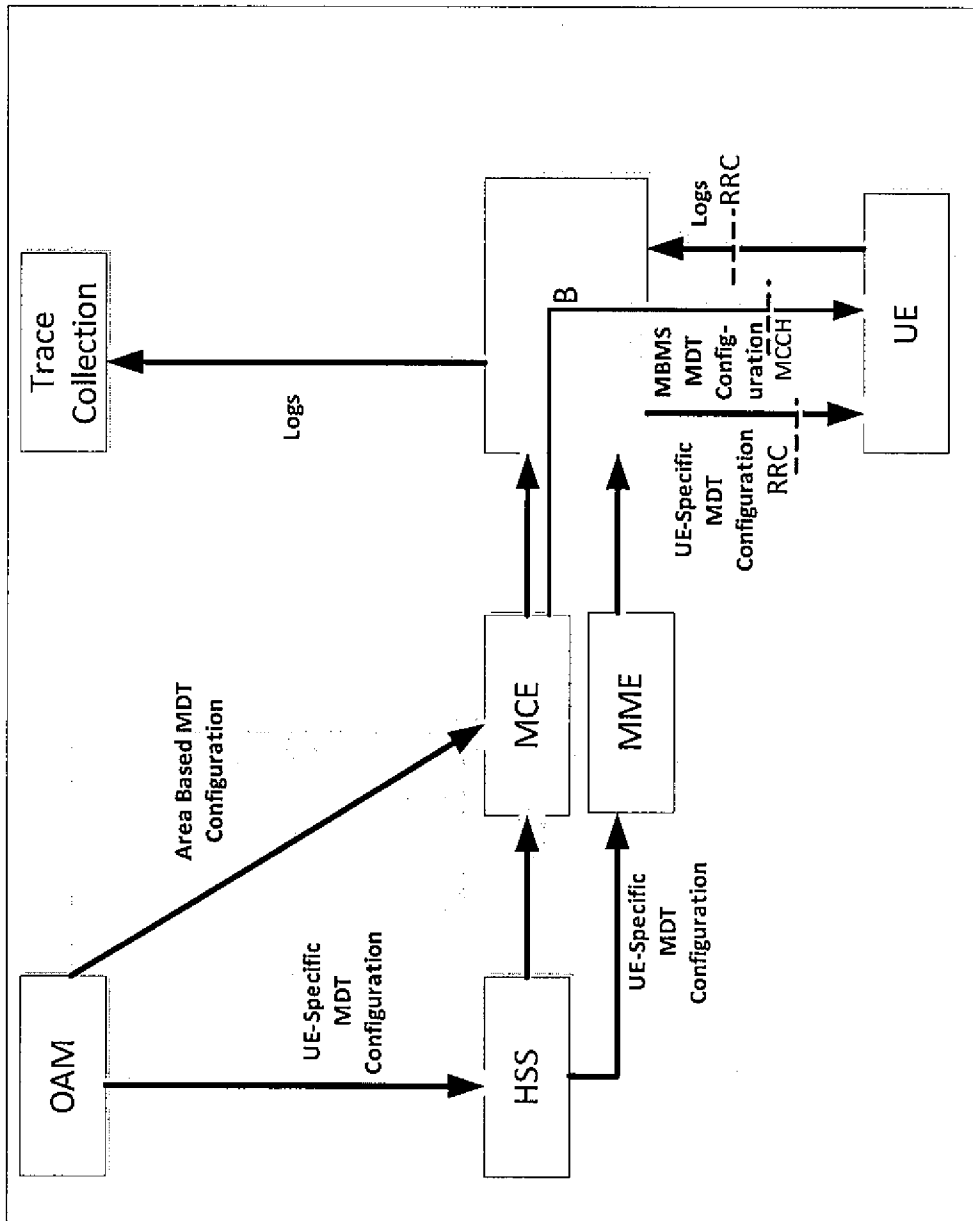 OAM
Trace
Collection
Area Based MDT
Configuration
UE-Specific
MDT
Configuration
Logs
HSS
MCE
B
MME
UE-Specific
MDT
Configuration
UE-Specific
MDT
Configuration
RRC
MBMS
MDT
Config-
uration
MCCH
Logs
RRC
UE